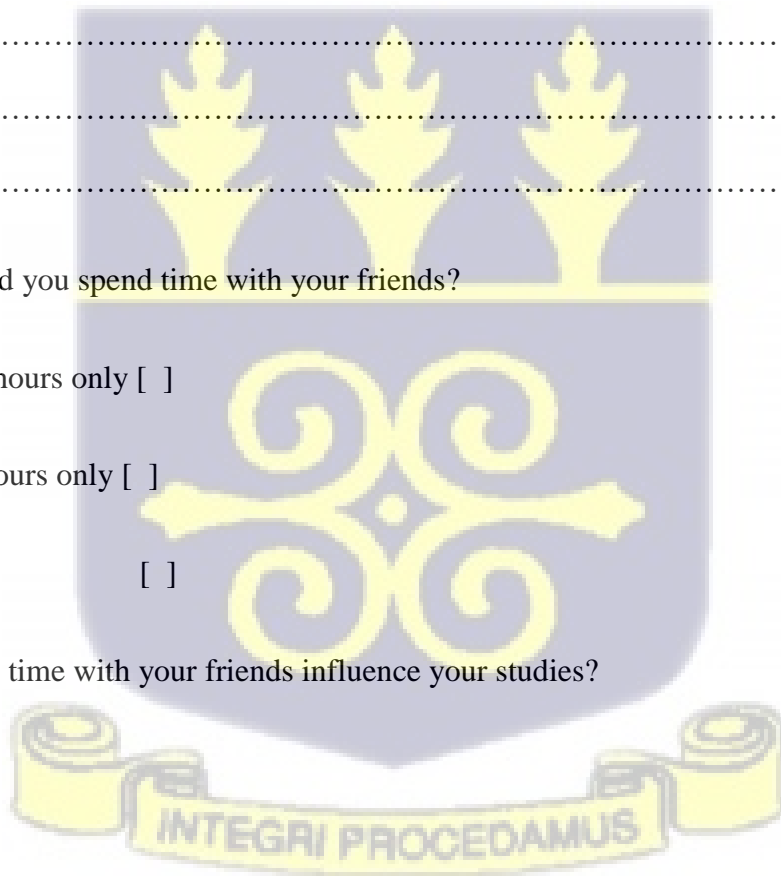 ……………………………………………………………………………
……………………………………………………………………………
……………………………………………………………………………
d you spend time with your friends?
hours only [ ]
ours only [ ]
[ ]
time with your friends influence your studies?
INTEGRI PROCEDAMUS